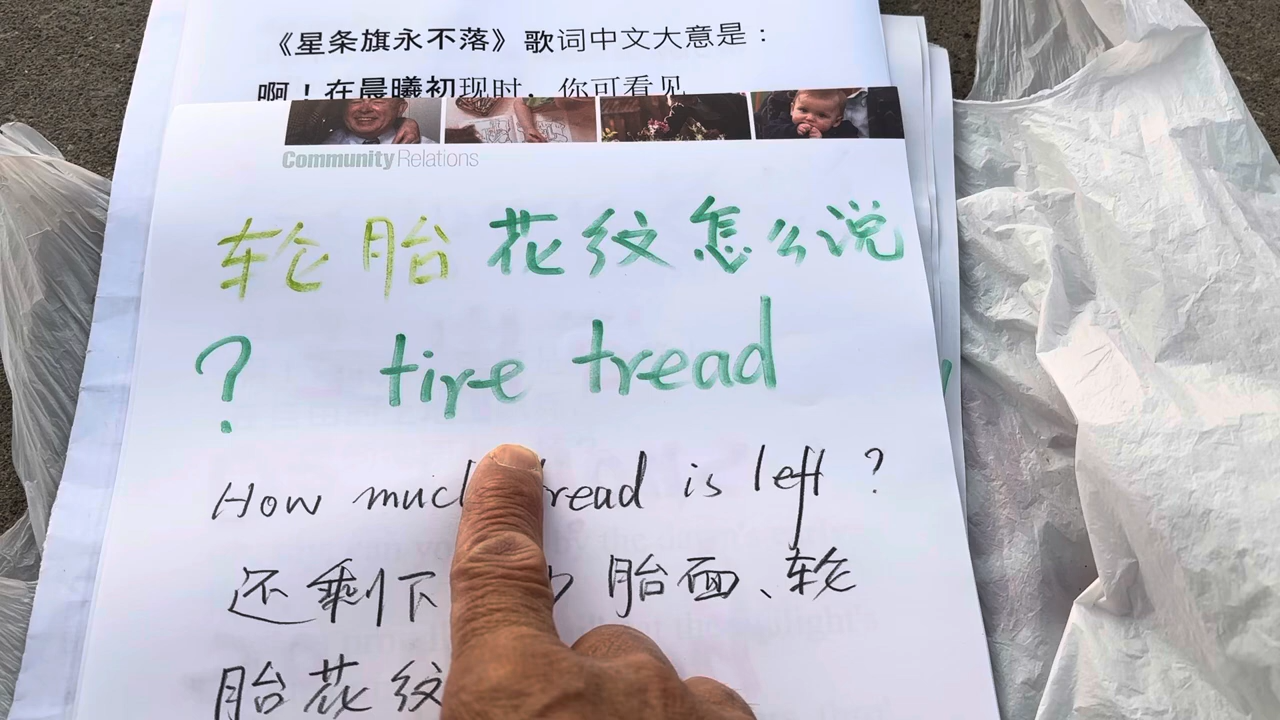 《星条旗永不落》歌词中文大意是：
啊！在晨曦初现时，你可看见
Community Relations
轮胎花纹怎么说
? tire tread
How much tread is left ?
还剩下 胎面、轮
胎花纹